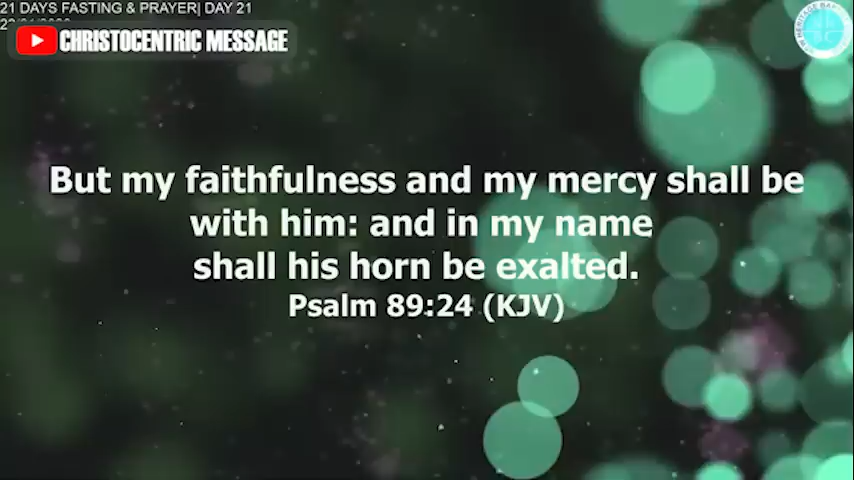 21 DAYS FASTING & PRAYER| DAY 21
CHRISTOCENTRIC MESSAGE
But my faithfulness and my mercy shall be
with him: and in my name
shall his horn be exalted.
Psalm 89:24 (KJV)